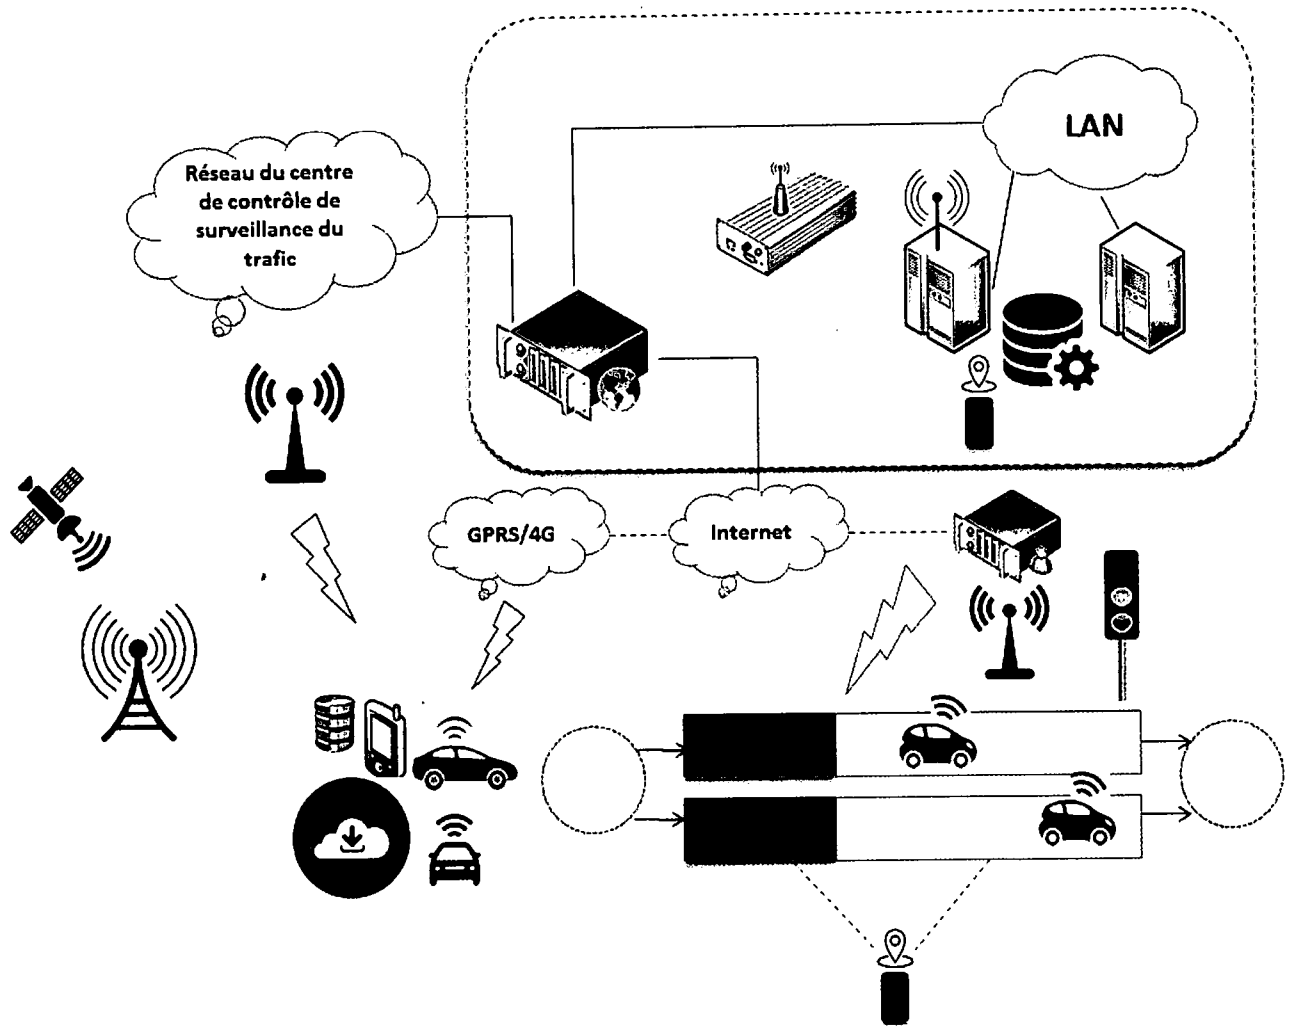 LAN
Réseau du centre
de contrôle de
surveillance du
trafic
GPRS/4G
Internet